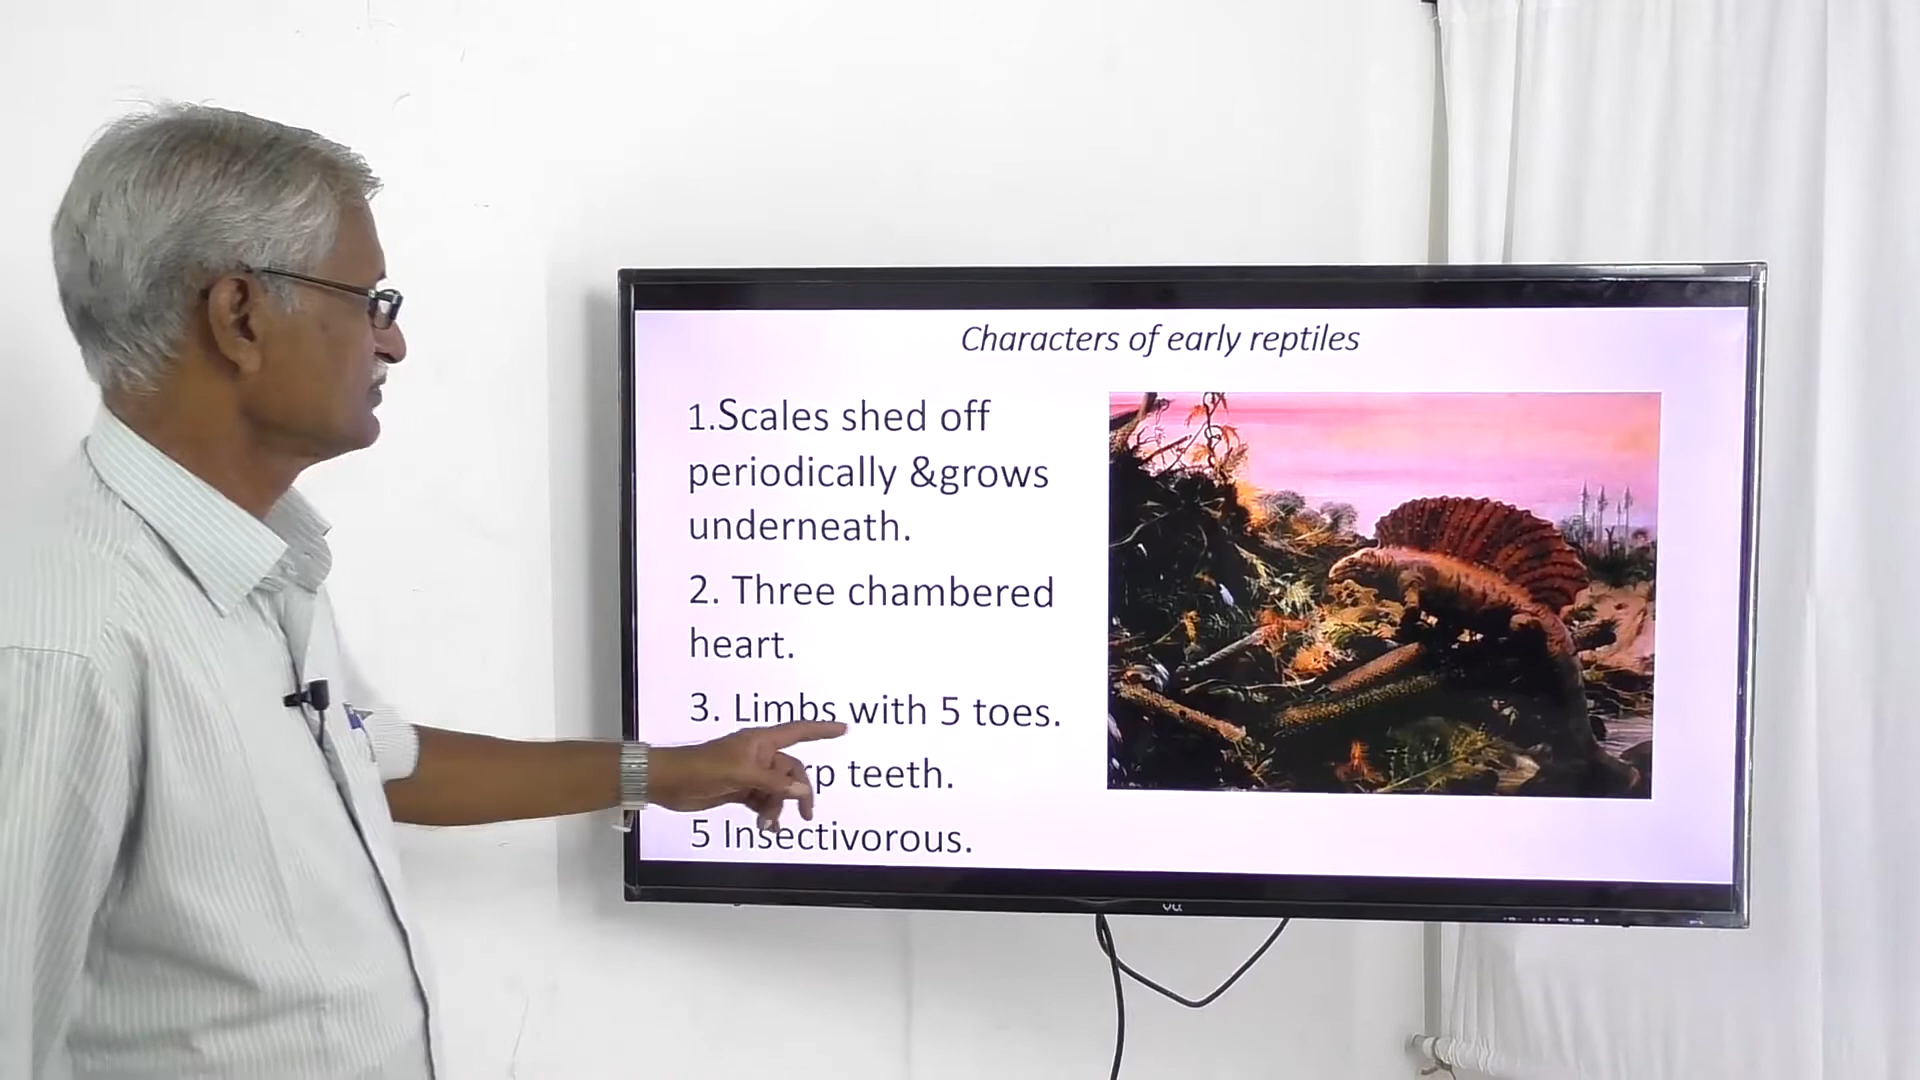 Characters of early reptiles
1.Scales shed off
periodically &grows
underneath.
2. Three chambered
heart.
3. Limbs with 5 toes.
teeth.
5 Insectivorous.